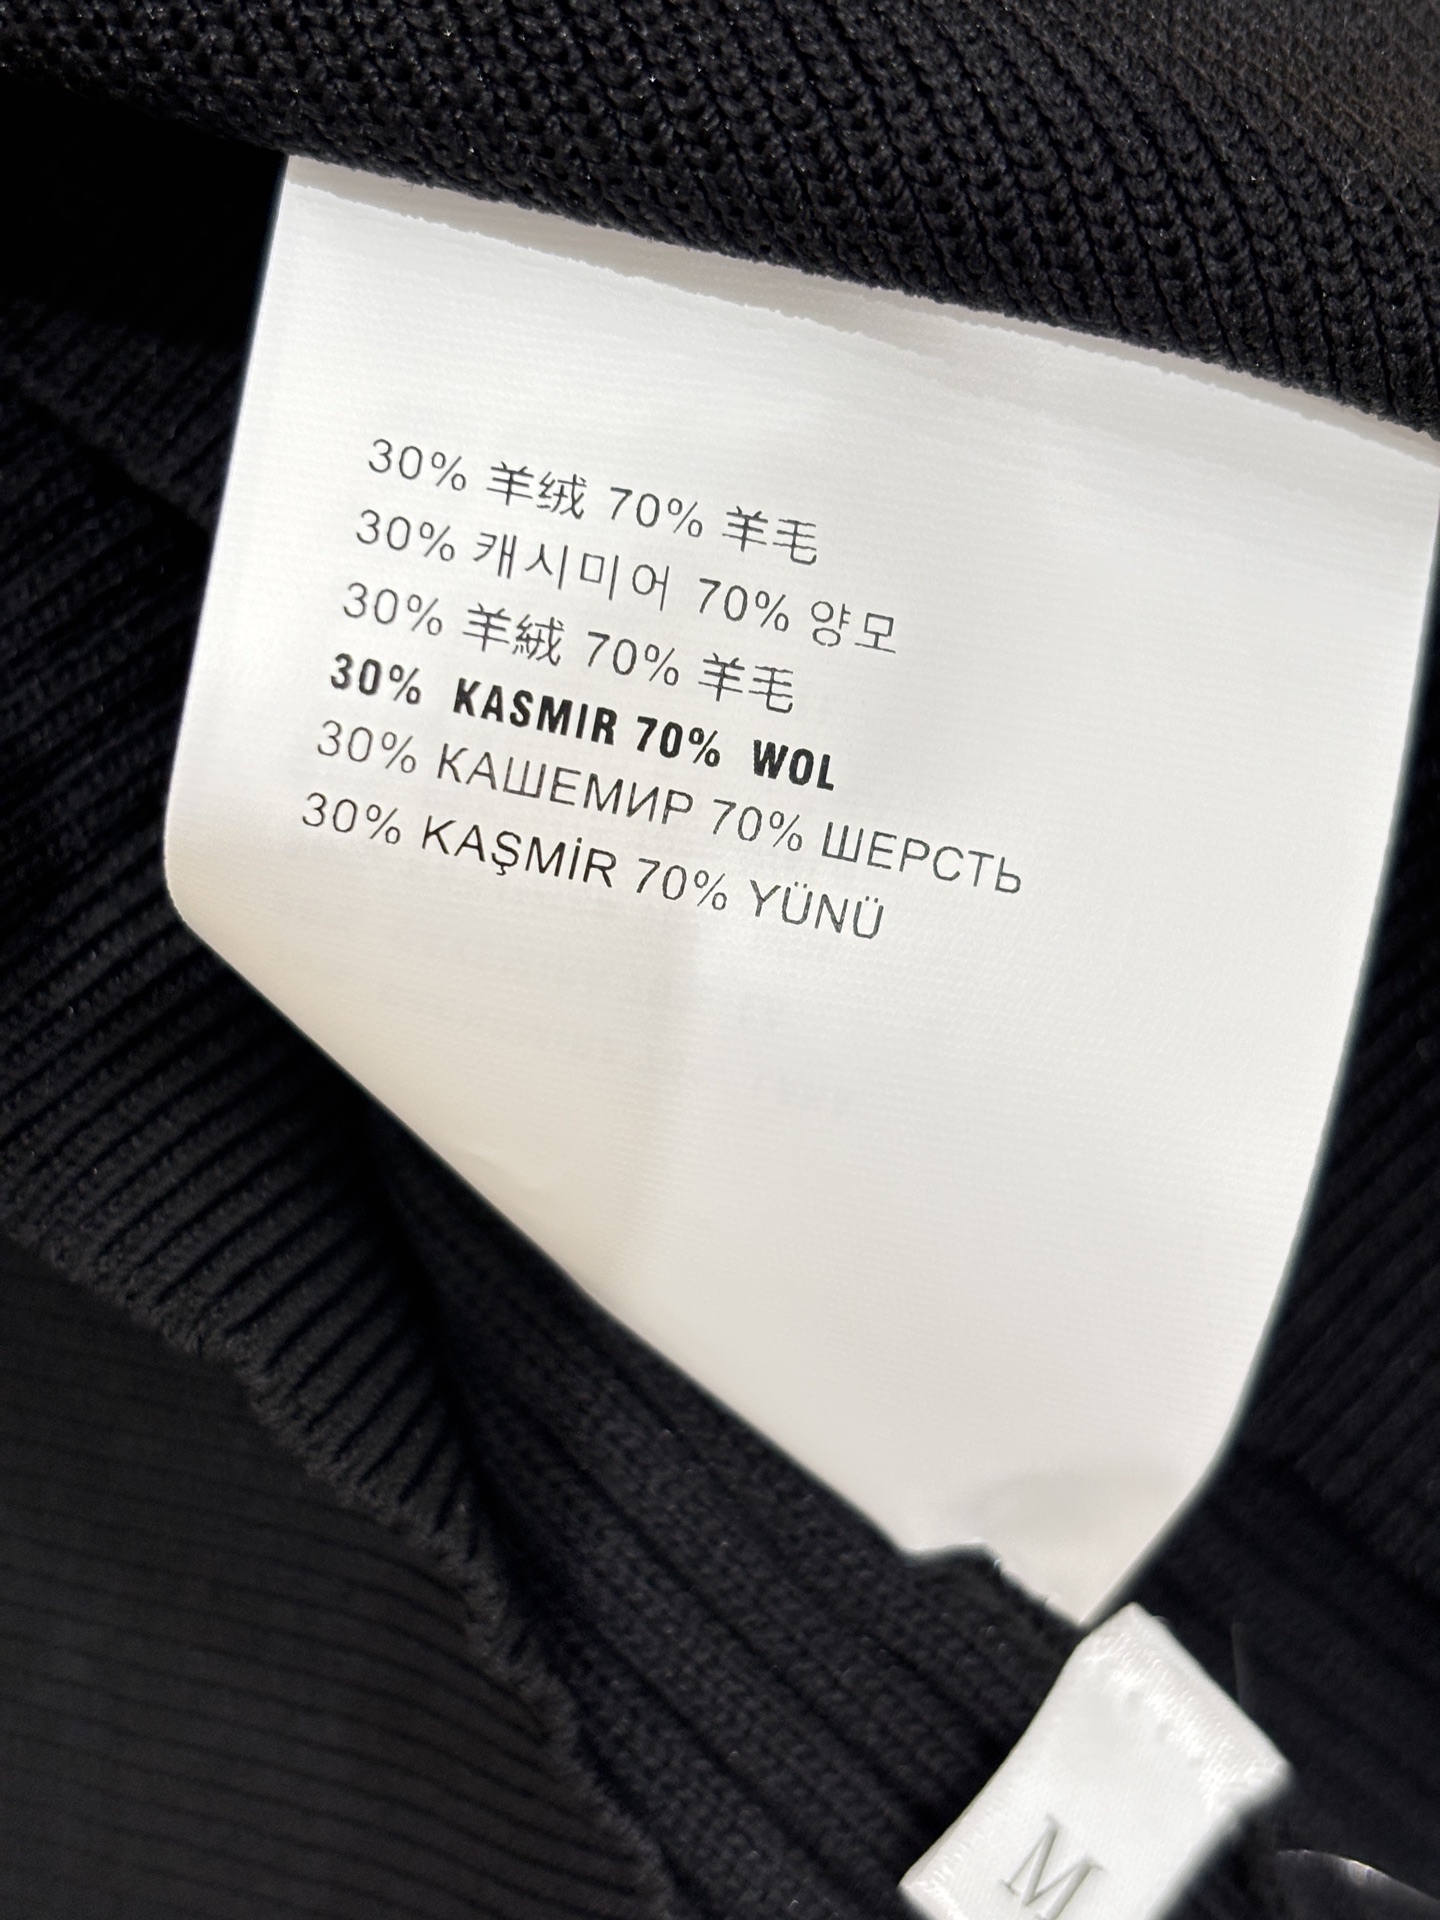 30% 羊绒 70% 羊毛
30% 캐시미어 70% 양모
30% 羊絨 70% 羊毛
30% KASMIR 70% WOL
30% КАШЕМИР 70% ШЕРСТЬ
30% KAŞMİR 70% YÜNÜ
M